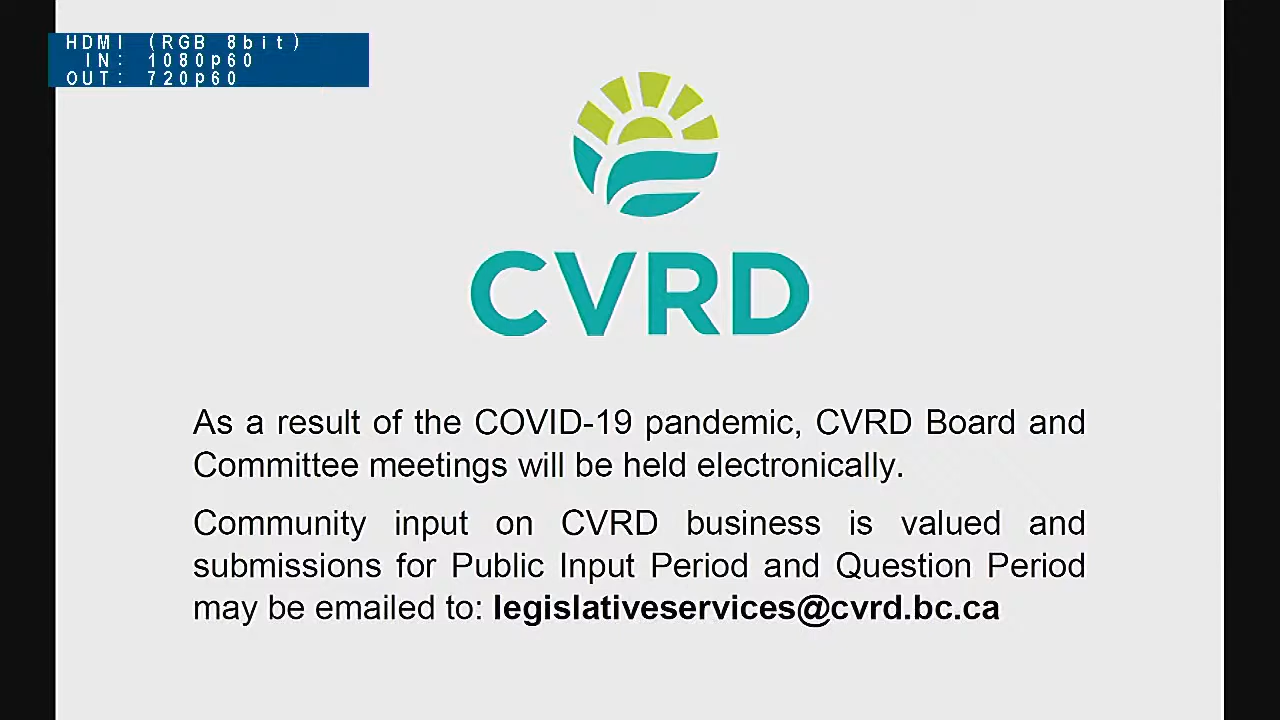 HDMI (RGB 8bit)
IN: 1080p60
OUT: 720p60
CVRD
As a result of the COVID-19 pandemic, CVRD Board and
Committee meetings will be held electronically.
Community input on CVRD business is valued and
submissions for Public Input Period and Question Period
may be emailed to: legislativeservices@cvrd.bc.ca